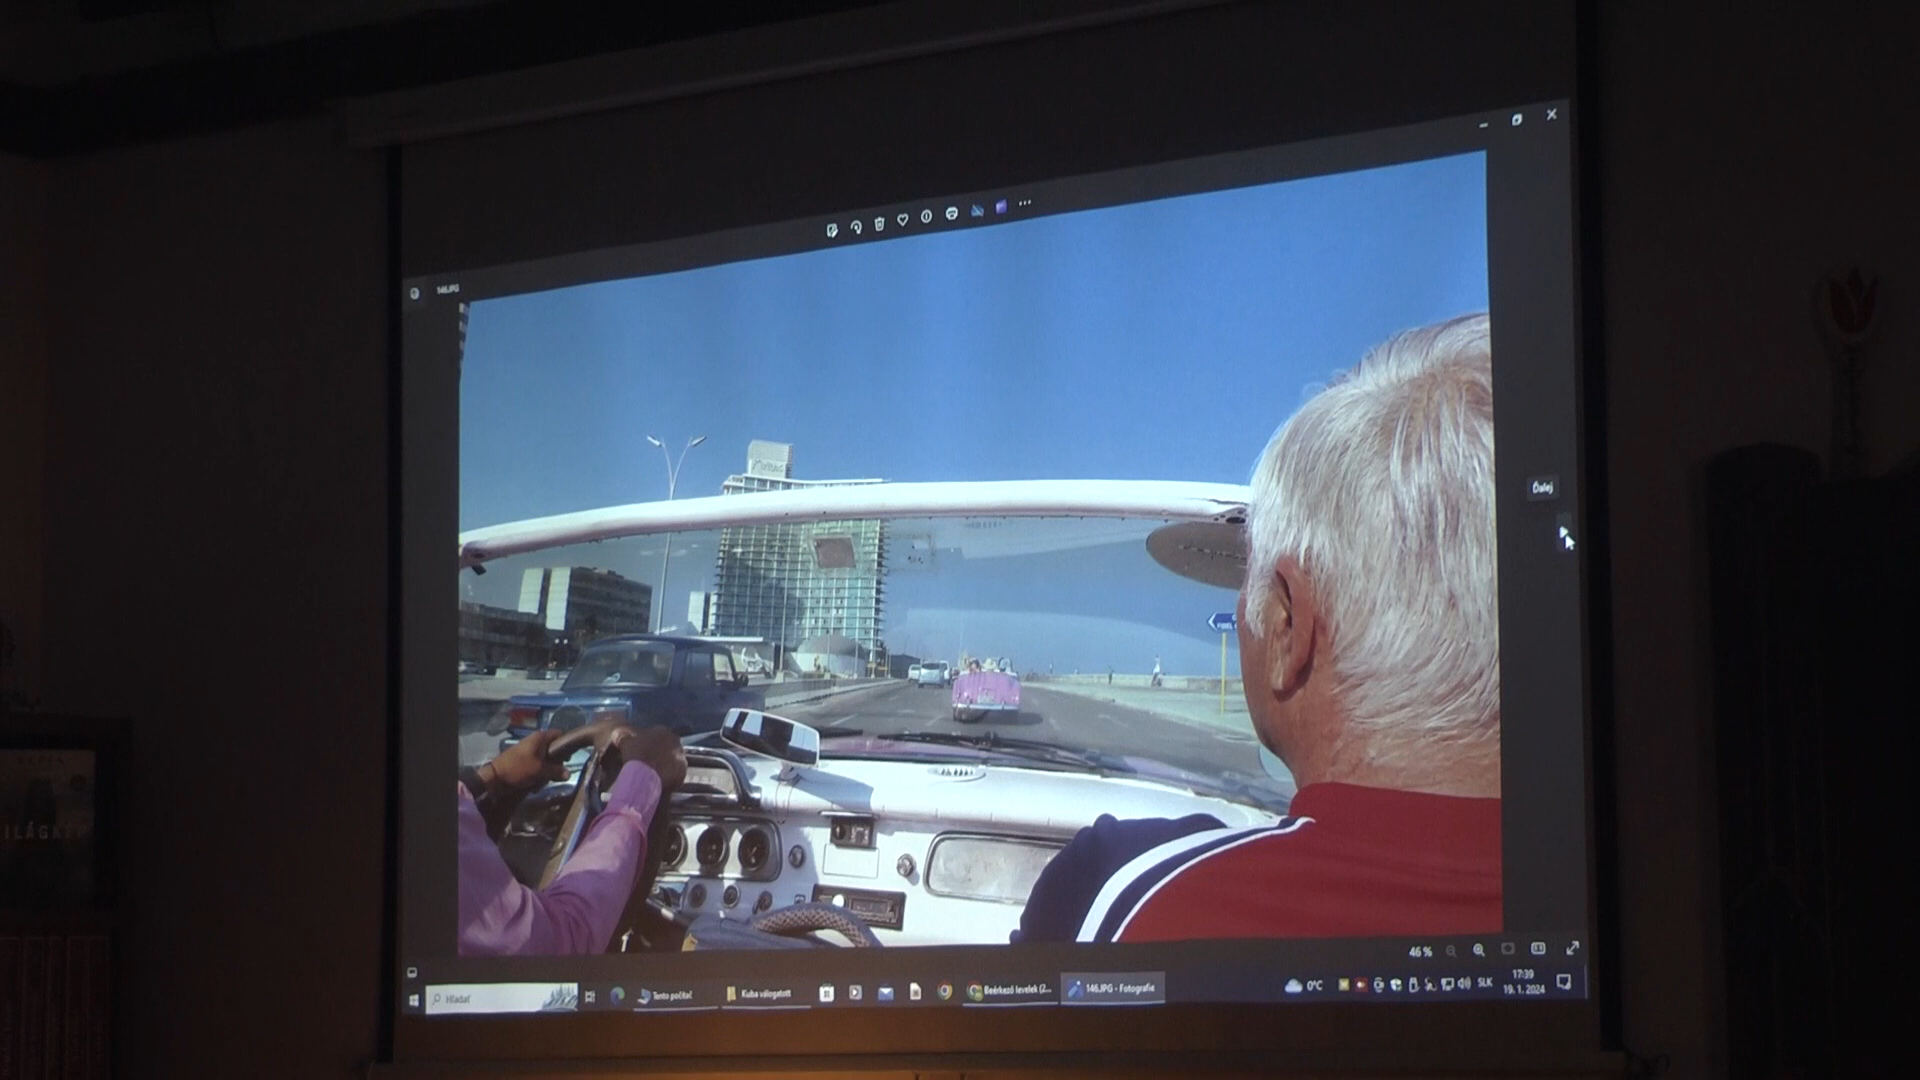 146.JPG
Ďalej
FIDEL
46 %
Hľadať
Tento počítač
Kuba válogatott
Beérkező levelek (2...
146.JPG - Fotografie
0°C
SLK
17:39
19. 1. 2024